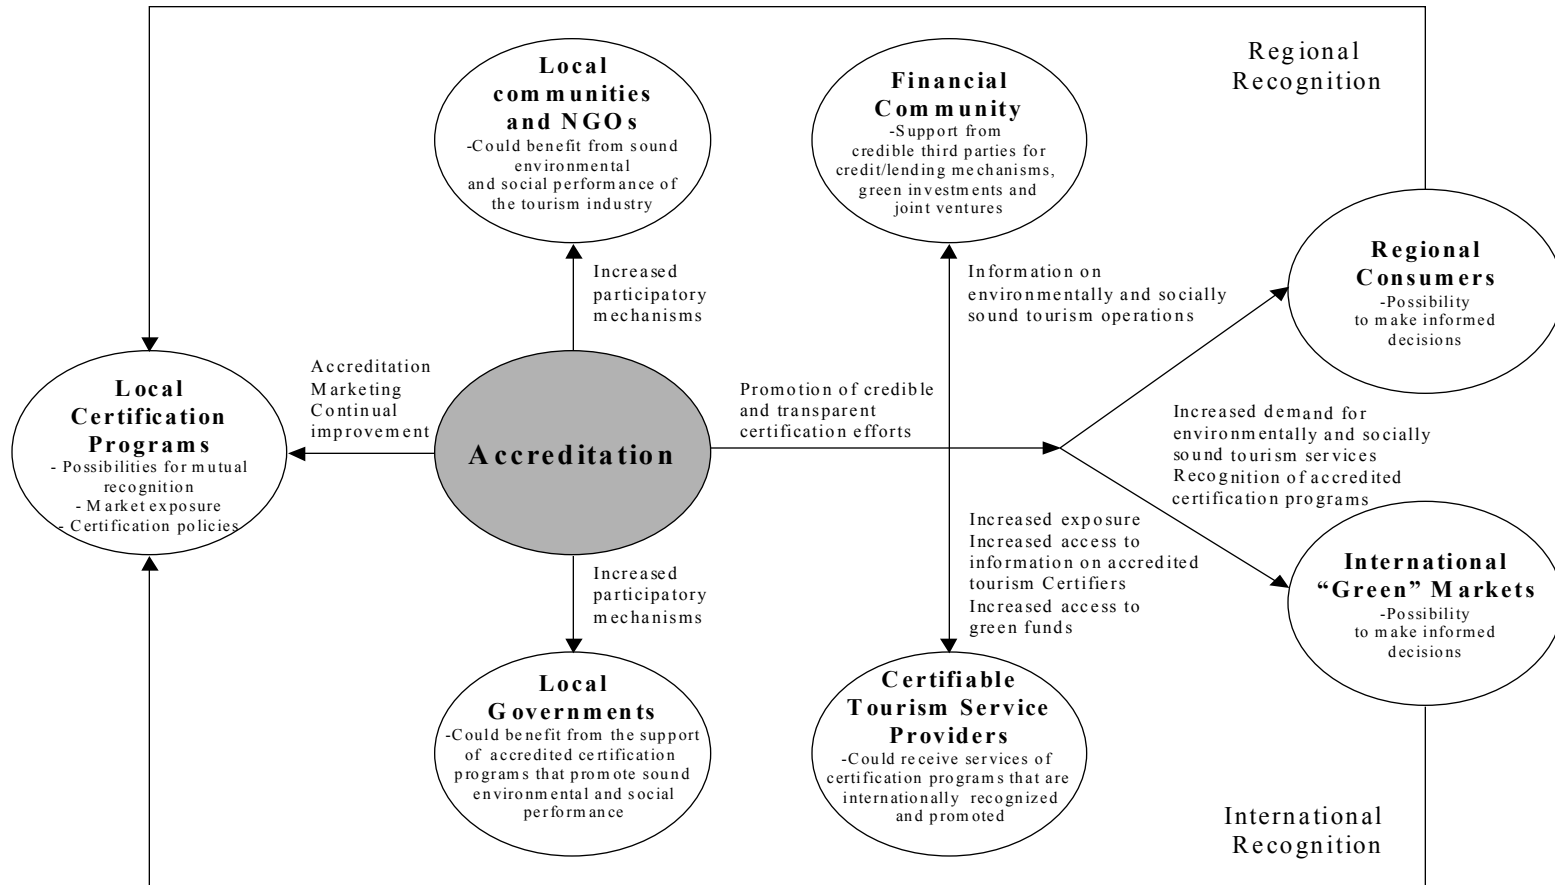 Regional
Recognition
Local
communities
and NGOs
-Could benefit from sound
environmental
and social performance of
the tourism industry
Financial
Community
-Support from
credible third parties for
credit/lending mechanisms,
green investments and
joint ventures
Regional
Consumers
-Possibility
to make informed
decisions
Increased
participatory
mechanisms
Information on
environmentally and socially
sound tourism operations
Local
Certification
Programs
- Possibilities for mutual
recognition
- Market exposure
- Certification policies
Accreditation
Marketing
Continual
improvement
Accreditation
Promotion of credible
and transparent
certification efforts
Increased demand for
environmentally and socially
sound tourism services
Recognition of accredited
certification programs
Increased
participatory
mechanisms
Increased exposure
Increased access to
information on accredited
tourism Certifiers
Increased access to
green funds
International
“Green” Markets
-Possibility
to make informed
decisions
Local
Governments
-Could benefit from the support
of accredited certification
programs that promote sound
environmental and social
performance
Certifiable
Tourism Service
Providers
-Could receive services of
certification programs that are
internationally recognized
and promoted
International
Recognition